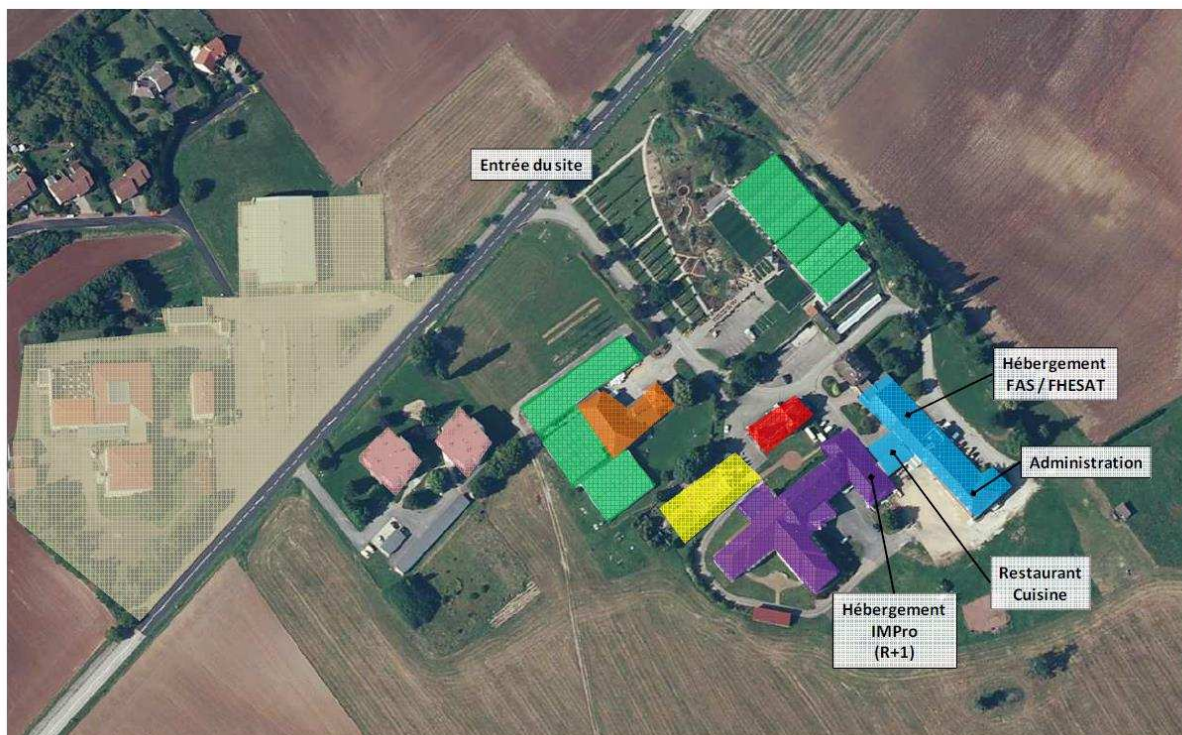 Entrée du site
Hébergement
FAS / FHESAT
Administration
Restaurant
Cuisine
Hébergement
IMPro
(R+1)